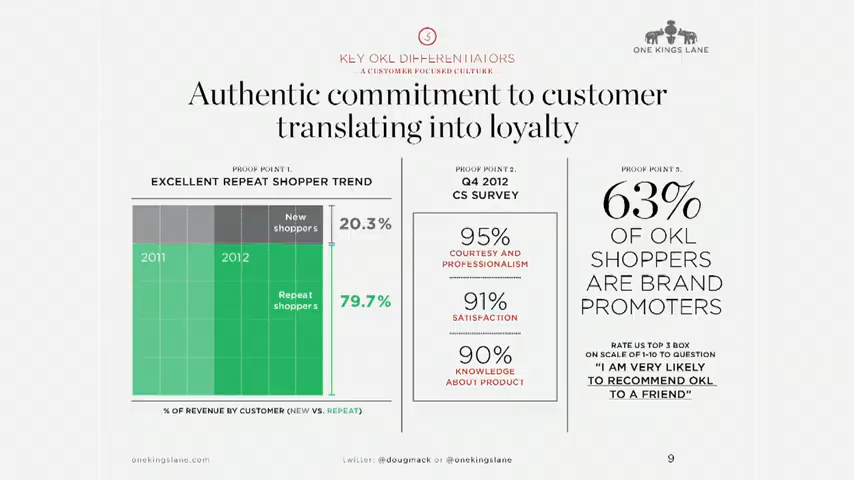 3
KEY OKL DIFFERENTIATORS
A CUSTOMER FOCUSED CULTURE
ONE KINGS LANE
Authentic commitment to customer
translating into loyalty
PROOF POINT 1.
EXCELLENT REPEAT SHOPPER TREND
New
shoppers
20.3%
2011
2012
Repeat
shoppers
79.7%
% OF REVENUE BY CUSTOMER (NEW VS. REPEAT)
PROOF POINT 2.
Q4 2012
CS SURVEY
95%
COURTESY AND
PROFESSIONALISM
91%
SATISFACTION
90%
KNOWLEDGE
ABOUT PRODUCT
PROOF POINT 3.
63%
OF OKL
SHOPPERS
ARE BRAND
PROMOTERS
RATE US TOP 3 BOX
ON SCALE OF 1-10 TO QUESTION
"I AM VERY LIKELY
TO RECOMMEND OKL
TO A FRIEND"
onekingslane.com
twitter: @dougmack or @onekingslane
9